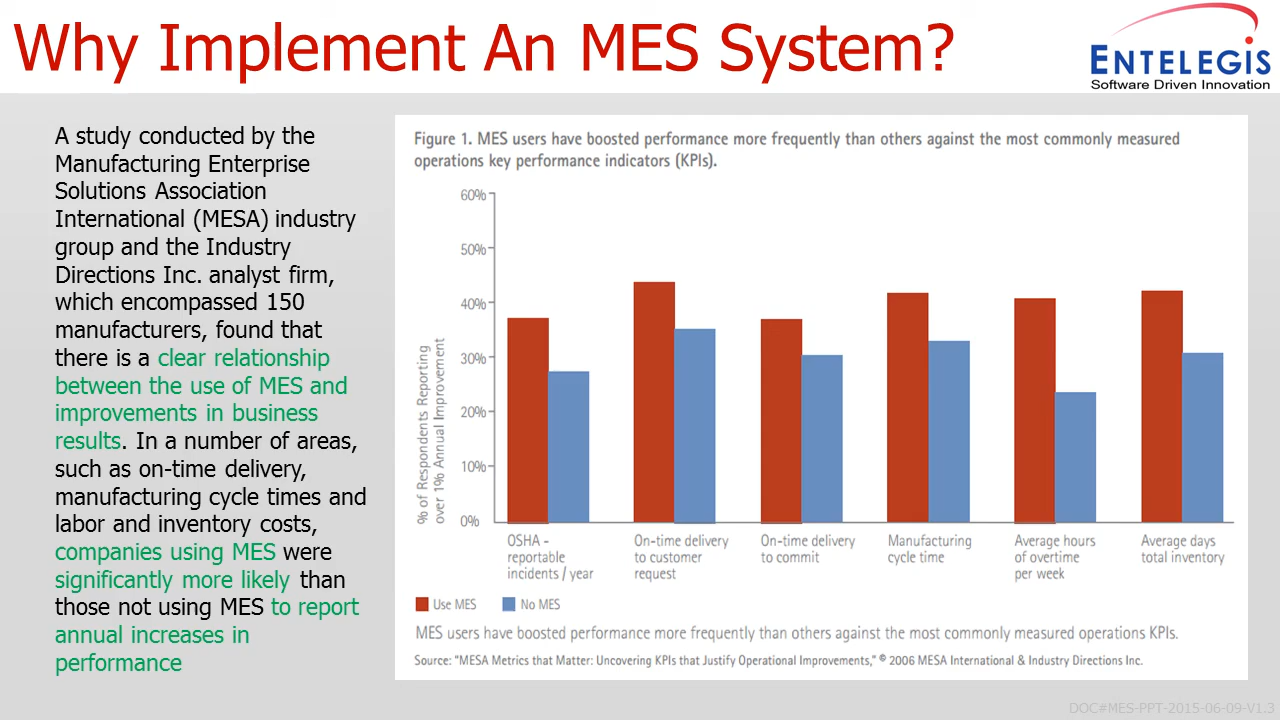 Why Implement An MES System?
ENTELEGIS
Software Driven Innovation
A study conducted by the
Manufacturing Enterprise
Solutions Association
International (MESA) industry
group and the Industry
Directions Inc. analyst firm,
which encompassed 150
manufacturers, found that
there is a clear relationship
between the use of MES and
improvements in business
results. In a number of areas,
such as on-time delivery,
manufacturing cycle times and
labor and inventory costs,
companies using MES were
significantly more likely than
those not using MES to report
annual increases in
performance
Figure 1. MES users have boosted performance more frequently than others against the most commonly measured
operations key performance indicators (KPIs).
% of Respondents Reporting
over 1% Annual Improvement
60%
50%
40%
30%
20%
10%
0%
OSHA -
reportable
incidents / year
On-time delivery
to customer
request
On-time delivery
to commit
Manufacturing
cycle time
Average hours
of overtime
per week
Average days
total inventory
Use MES
No MES
MES users have boosted performance more frequently than others against the most commonly measured operations KPIs.
Source: "MESA Metrics that Matter: Uncovering KPIs that Justify Operational Improvements," © 2006 MESA International & Industry Directions Inc.
DOC#MES-PPT-2015-06-09-V1.3